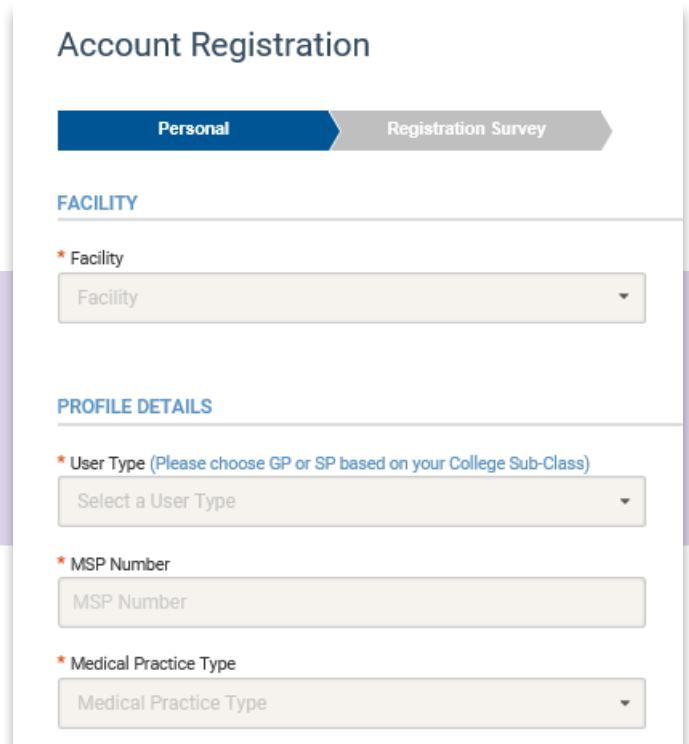 Account Registration
Personal
Registration Survey
FACILITY
* Facility
Facility
PROFILE DETAILS
* User Type (Please choose GP or SP based on your College Sub-Class)
Select a User Type
* MSP Number
MSP Number
* Medical Practice Type
Medical Practice Type